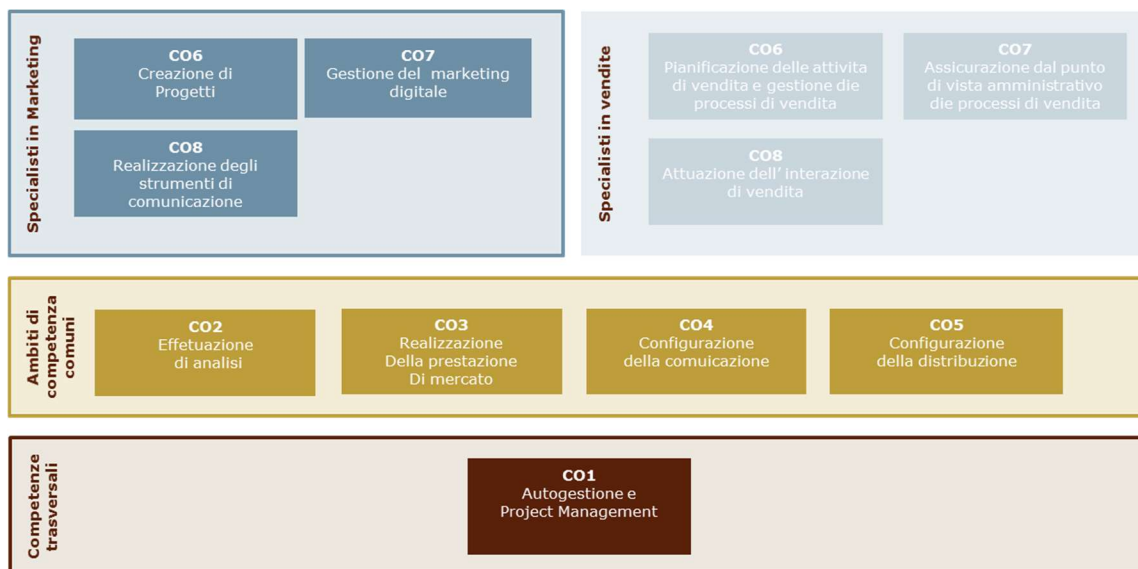 Specialisti in Marketing
CO6
Creazione di
Progetti
CO7
Gestione del marketing
digitale
CO8
Realizzazione degli
strumenti di
comunicazione
Specialisti in vendite
CO6
Pianificazione delle attivita
di vendita e gestione die
processi di vendita
CO7
Assicurazione dal punto
di vista amministrativo
die processi di vendita
CO8
Attuazione dell' interazione
di vendita
Ambiti di
competenza
comuni
CO2
Effetuazione
di analisi
CO3
Realizzazione
Della prestazione
Di mercato
CO4
Configurazione
della comuicazione
CO5
Configurazione
della distribuzione
Competenze
trasversali
CO1
Autogestione e
Project Management